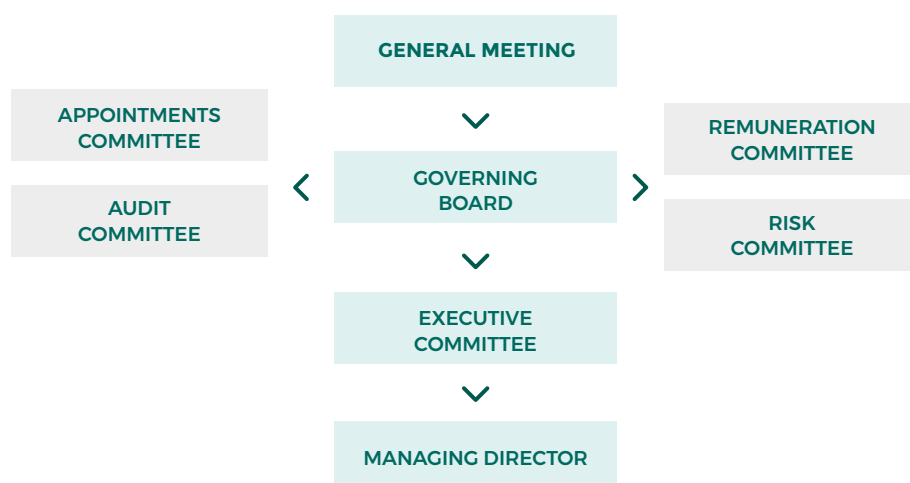 GENERAL MEETING
APPOINTMENTS
COMMITTEE
AUDIT
COMMITTEE
GOVERNING
BOARD
REMUNERATION
COMMITTEE
RISK
COMMITTEE
EXECUTIVE
COMMITTEE
MANAGING DIRECTOR